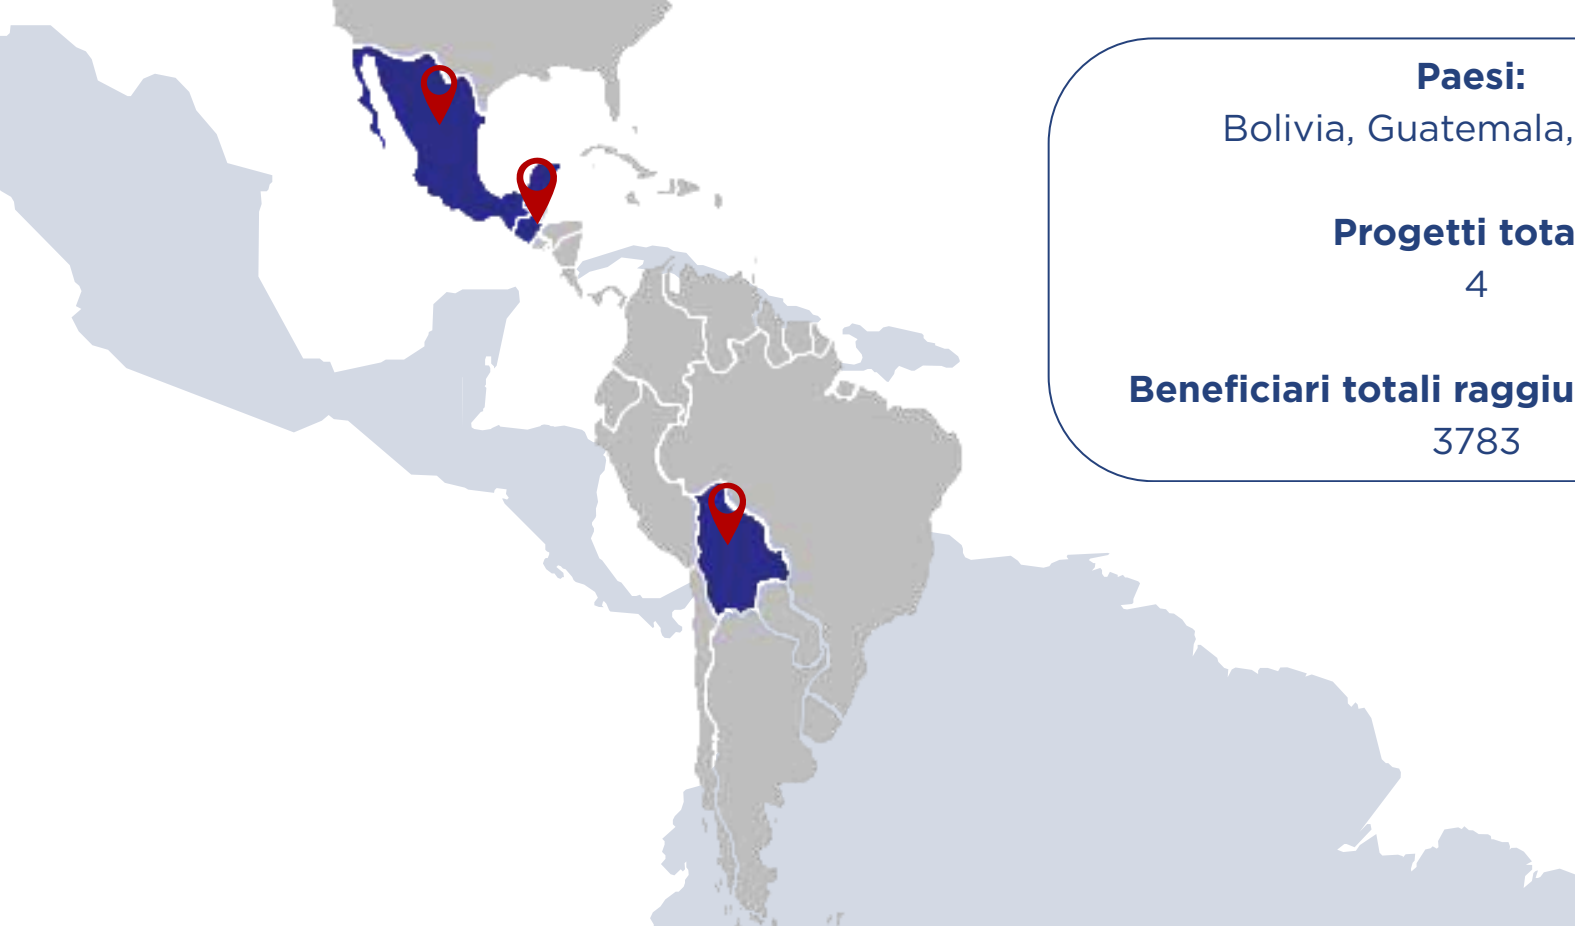 Paesi:
Bolivia, Guatemala,
Progetti tota
4
Beneficiari totali raggiu
3783